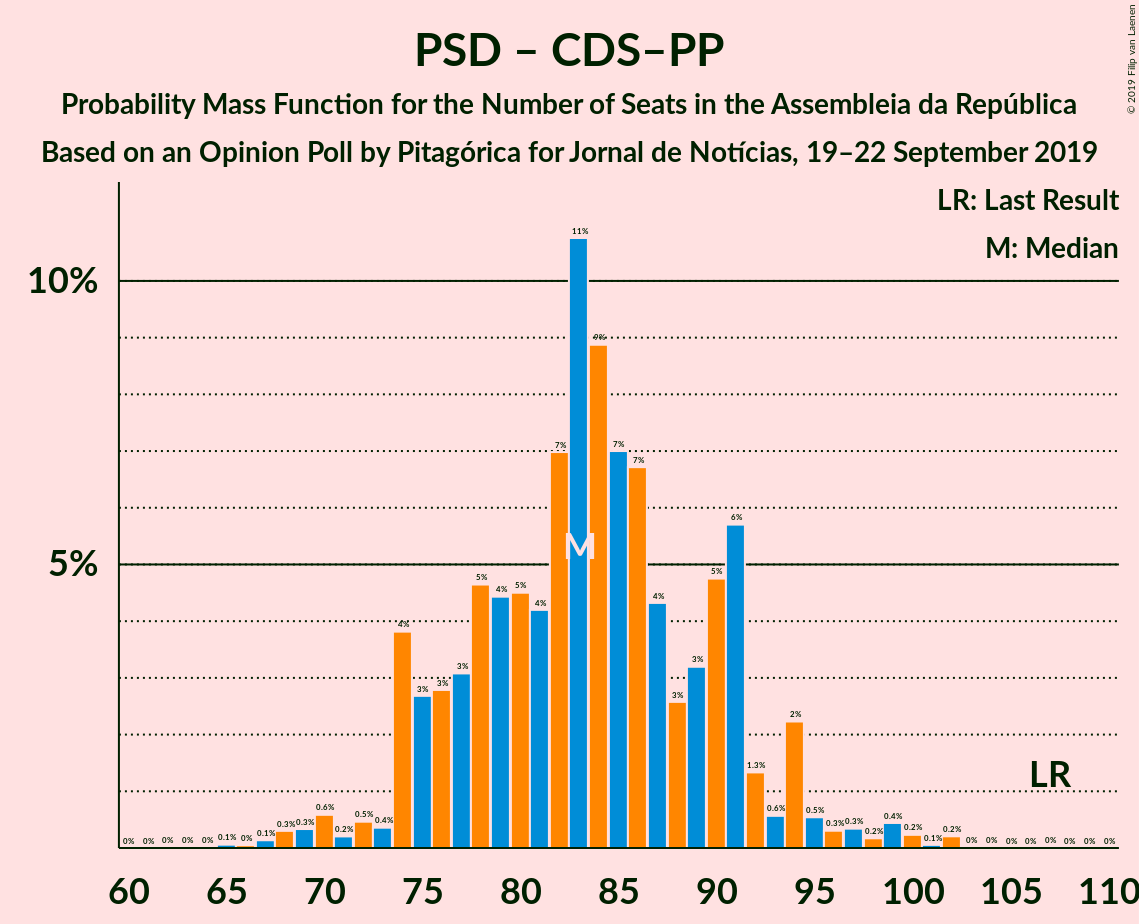 PSD – CDS–PP
Probability Mass Function for the Number of Seats in the Assembleia da República
Based on an Opinion Poll by Pitagórica for Jornal de Notícias, 19–22 September 2019
© 2019 Filip van Laenen
LR: Last Result
M: Median
10%
5%
0% 0% 0% 0% 0% 0.1% 0% 0.1% 0.3% 0.3% 0.6% 0.2% 0.5% 0.4% 4% 3% 3% 3% 5% 4% 5% 4% 7% 11% 9% 7% 7% 4% 3% 3% 5% 6% 1.3% 0.6% 2% 0.5% 0.3% 0.3% 0.2% 0.4% 0.2% 0.1% 0.2% 0% 0% 0% 0% 0% 0% 0% 0%
M
LR
60 65 70 75 80 85 90 95 100 105 110